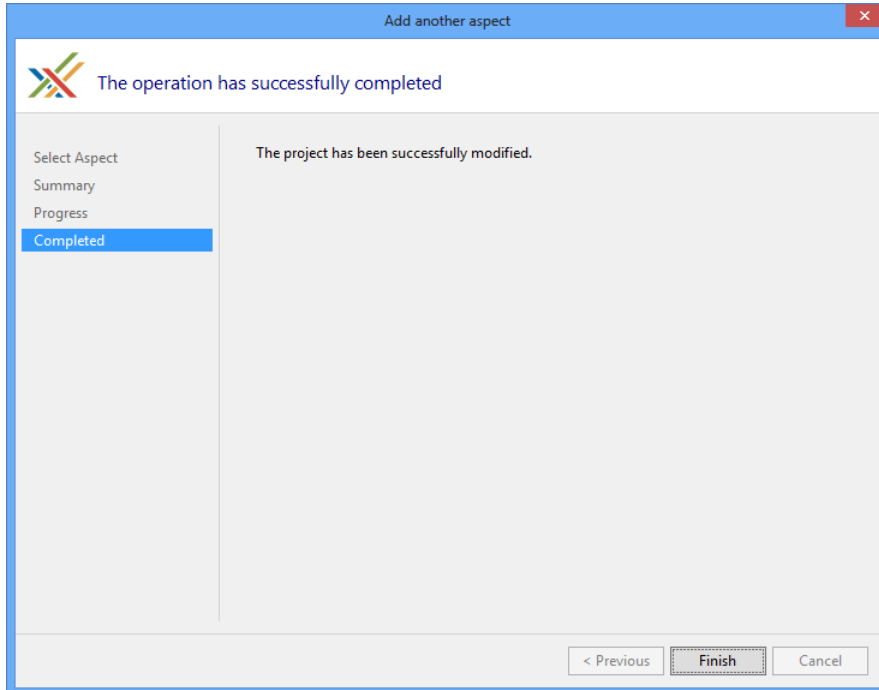 Add another aspect
The operation has successfully completed
Select Aspect
Summary
Progress
Completed
The project has been successfully modified.
< Previous
Finish
Cancel